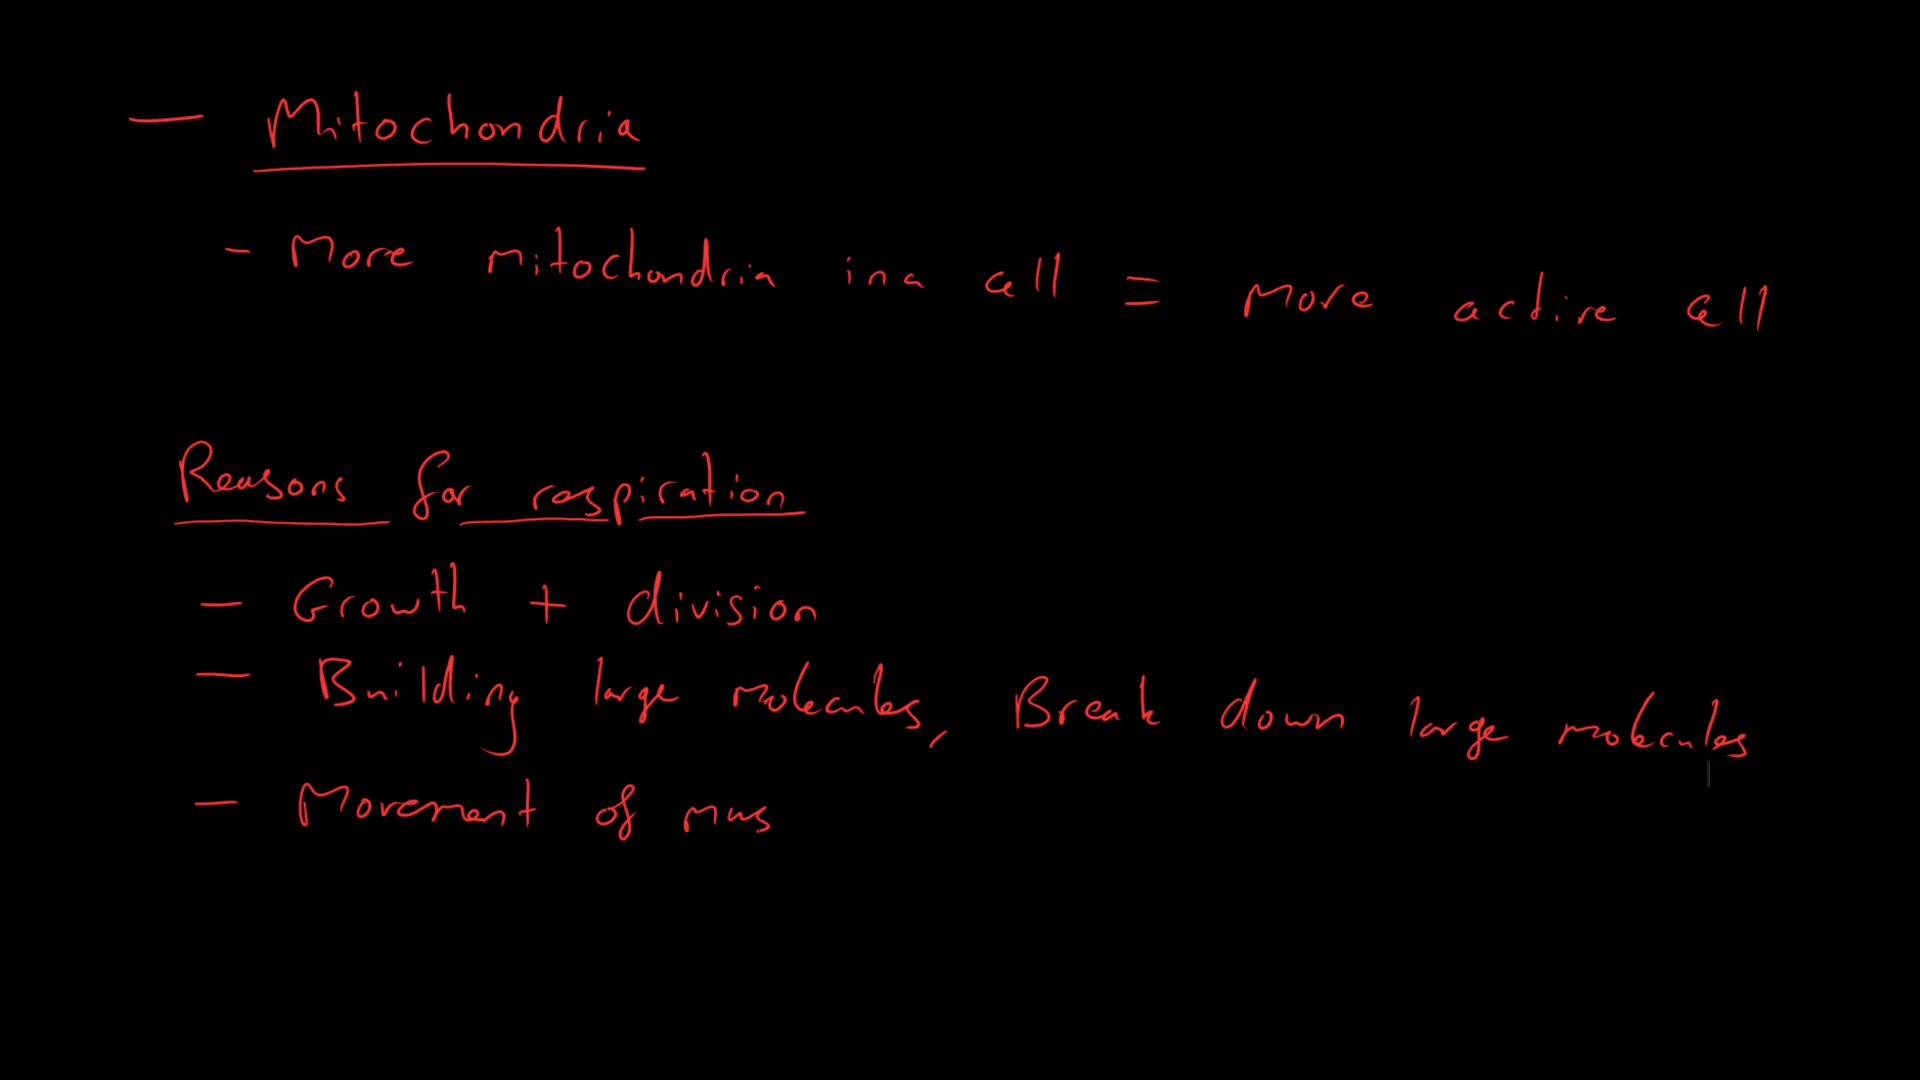 — Mitochondria
- More mitochondria in a cell = More active cell
Reasons for respiration
— Growth + division
— Building large molecules, Break down large molecules
— Movement of mus